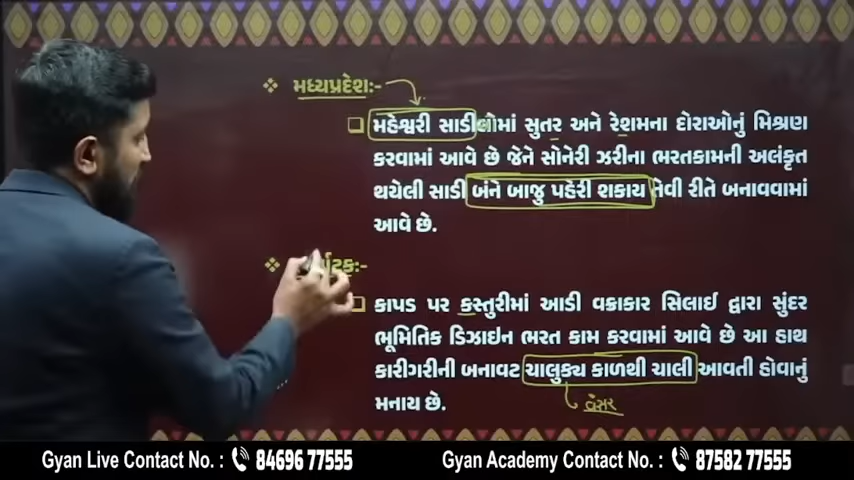 ❖ મધ્યપ્રદેશ:-
❑ મહેશ્વરી સાડીઓમાં સુતર અને રેશમના દોરાઓનું મિશ્રણ
કરવામાં આવે છે જેને સોનેરી ઝરીના ભરતકામની અલંકૃત
થયેલી સાડી બંને બાજુ પહેરી શકાય તેવી રીતે બનાવવામાં
આવે છે.
❑ કાપડ પર કસ્તુરીમાં આડી વક્રાકાર સિલાઈ દ્વારા સુંદર
ભૂમિતિક ડિઝાઇન ભરત કામ કરવામાં આવે છે આ હાથ
કારીગરીની બનાવટ ચાલુક્ય કાળથી ચાલી આવતી હોવાનું
મનાય છે.
Gyan Live Contact No. : 84696 77555
Gyan Academy Contact No. : 87582 77555